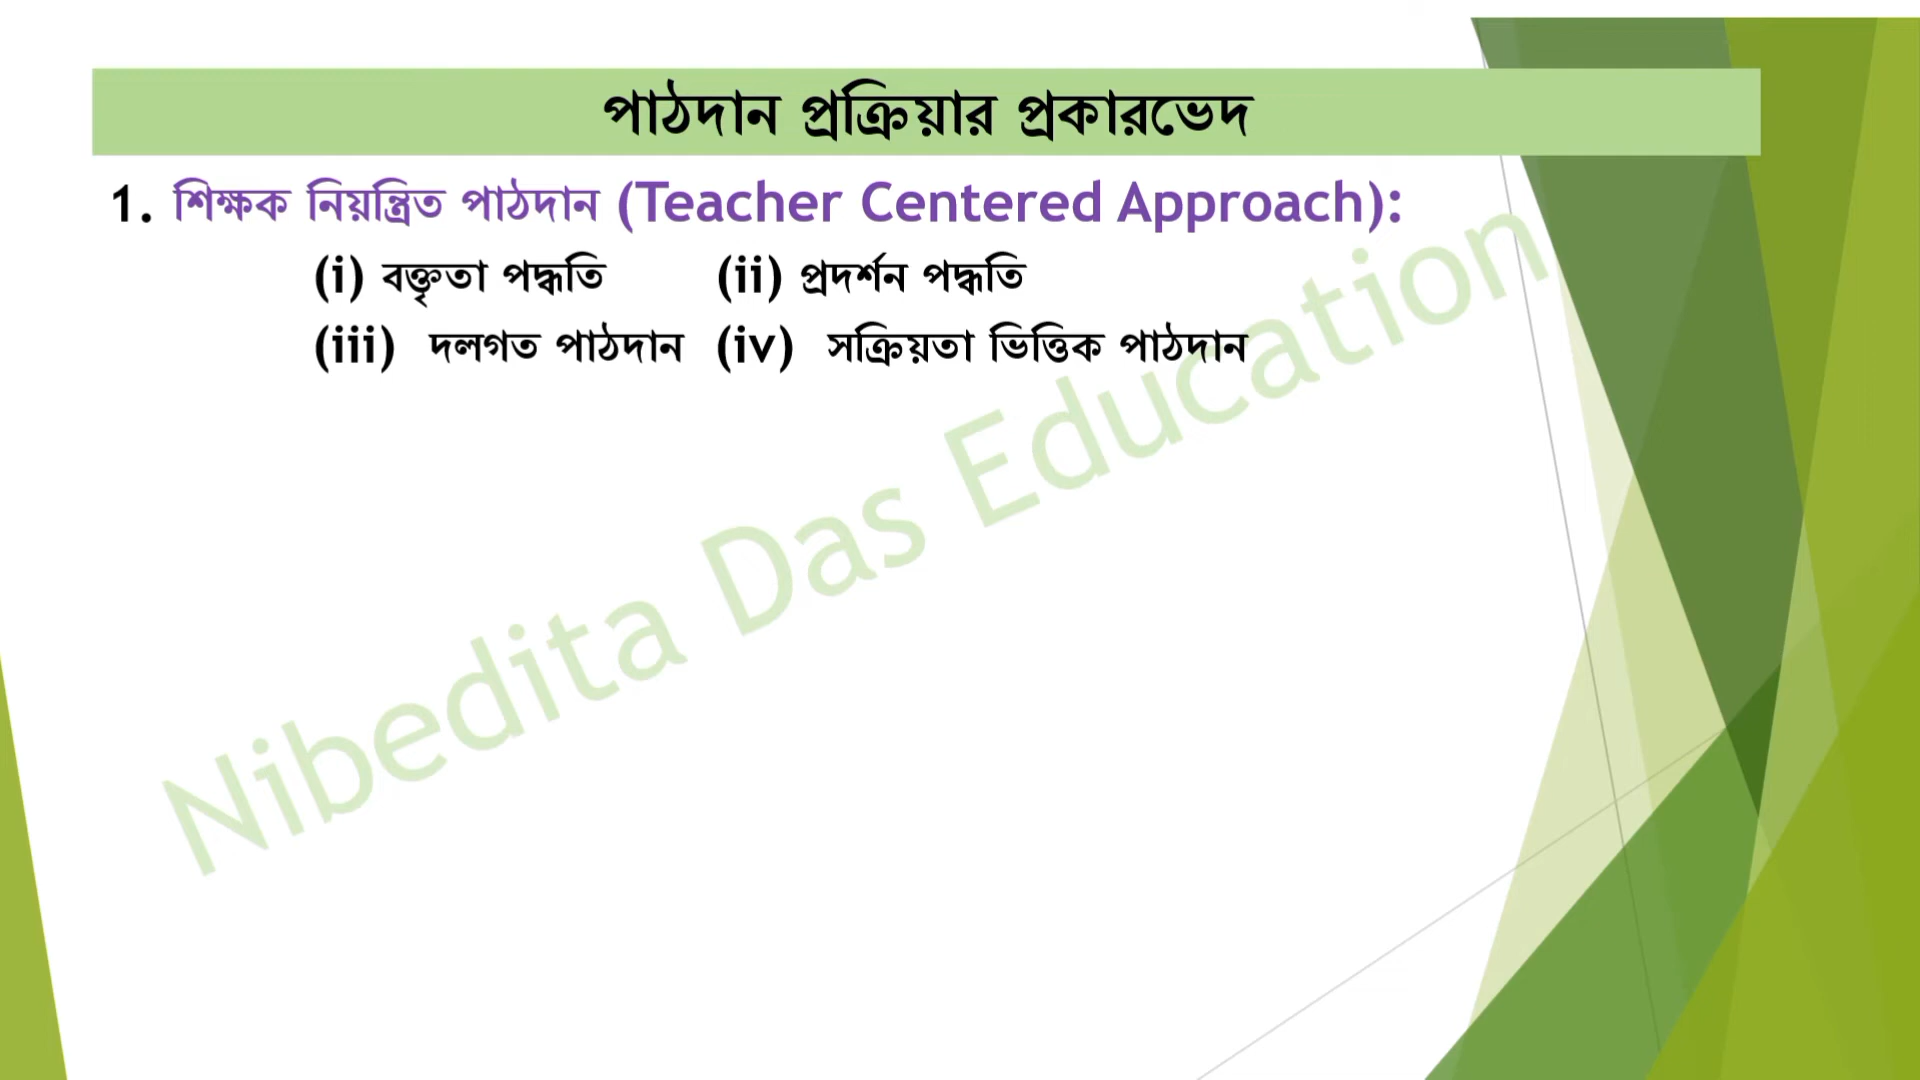 পাঠদান প্রক্রিয়ার প্রকারভেদ
1. শিক্ষক নিয়ন্ত্রিত পাঠদান (Teacher Centered Approach):
(i) বক্তৃতা পদ্ধতি (ii) প্রদর্শন পদ্ধতি
(iii) দলগত পাঠদান (iv) সক্রিয়তা ভিত্তিক পাঠদান
Nibedita Das Education